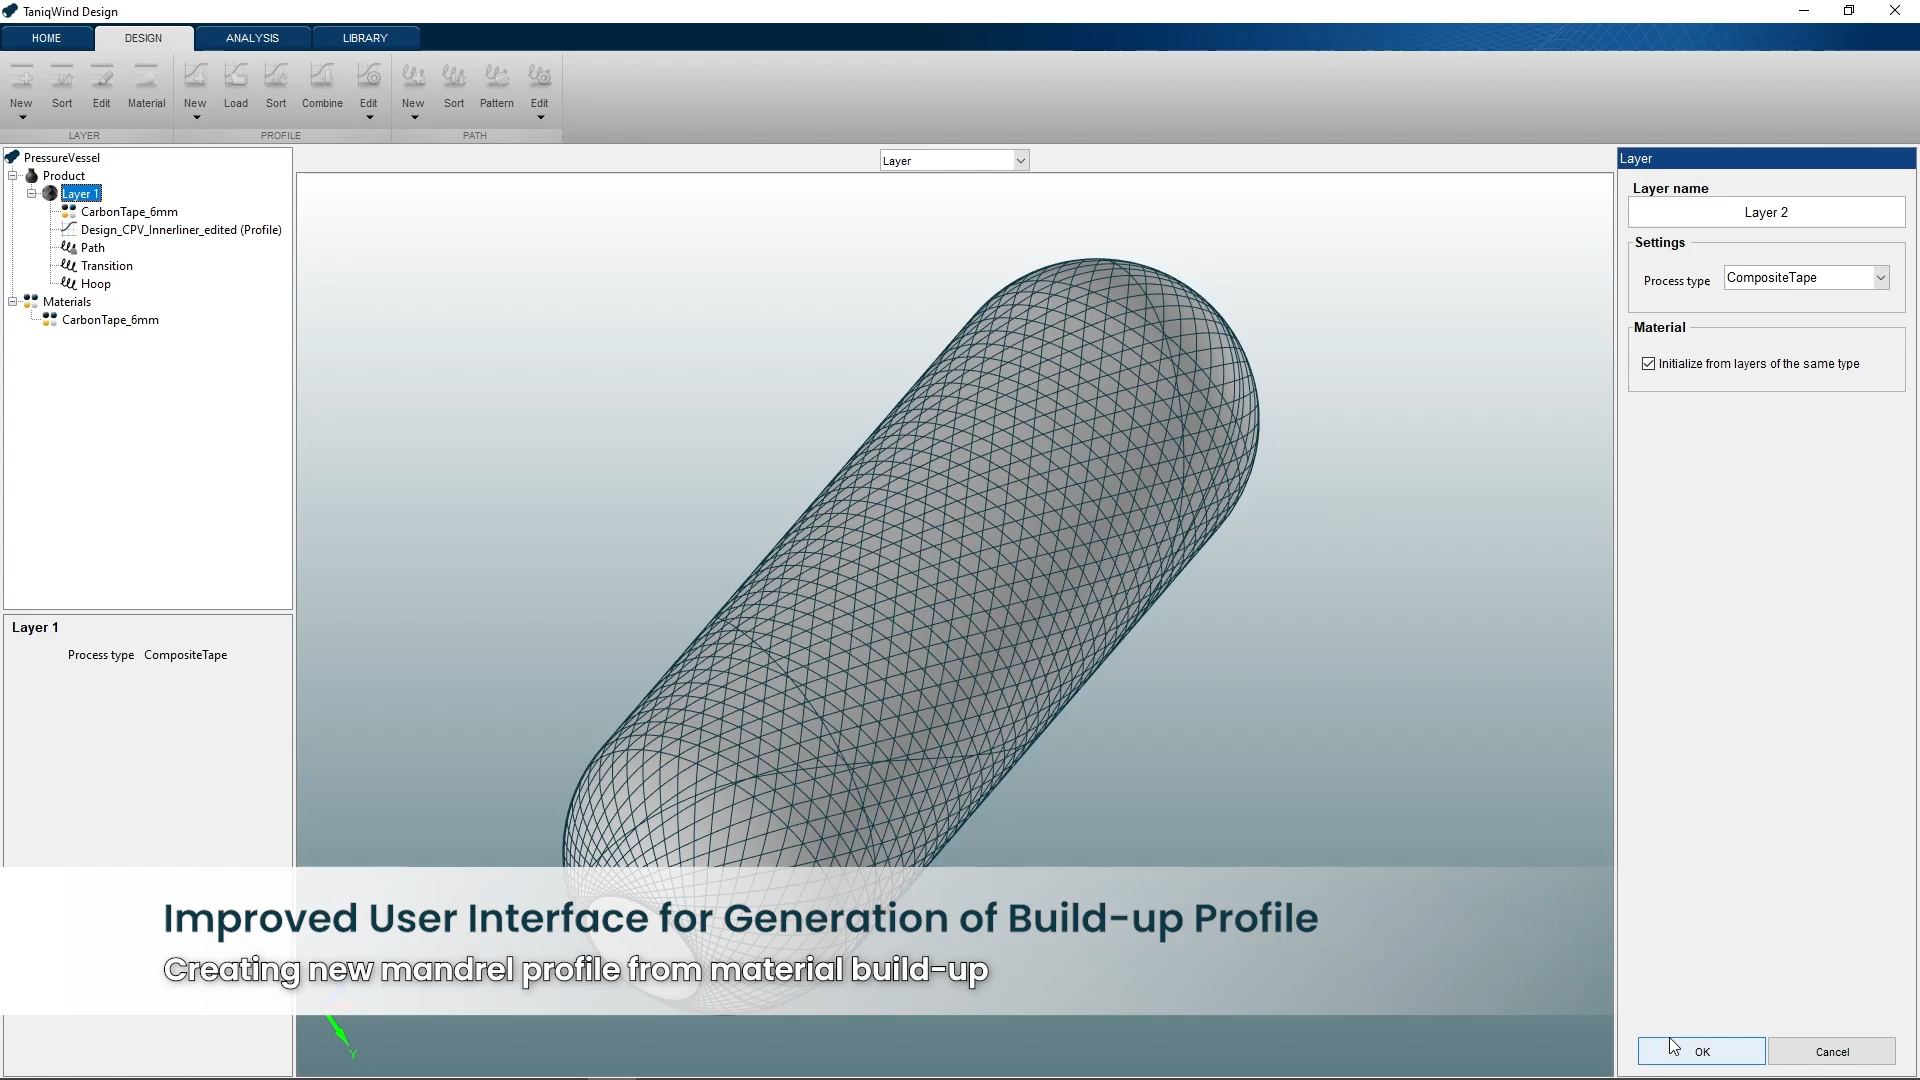 TaniqWind Design
HOME DESIGN ANALYSIS LIBRARY
New Sort Edit Material New Load Sort Combine Edit New Sort Pattern Edit
LAYER PROFILE PATH
PressureVessel
Product
Layer 1
CarbonTape_6mm
Design_CPV_Innerliner_edited (Profile)
Path
Transition
Hoop
Materials
CarbonTape_6mm
Layer 1
Process type CompositeTape
Layer
Layer
Layer name
Layer 2
Settings
Process type CompositeTape
Material
Initialize from layers of the same type
Improved User Interface for Generation of Build-up Profile
Creating new mandrel profile from material build-up
Y
OK Cancel